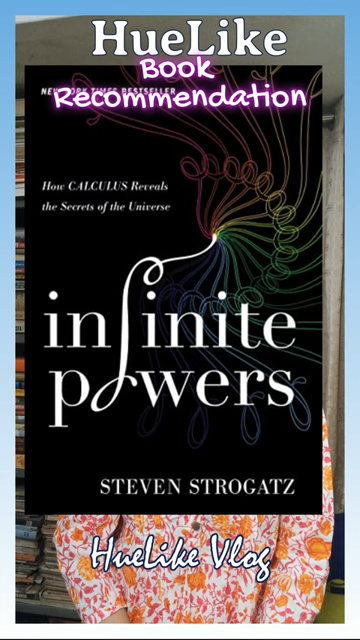 HueLike
Book
Recommendation
NEW YORK TIMES BESTSELLER
How CALCULUS Reveals
the Secrets of the Universe
infinite
powers
STEVEN STROGATZ
HueLike Vlog